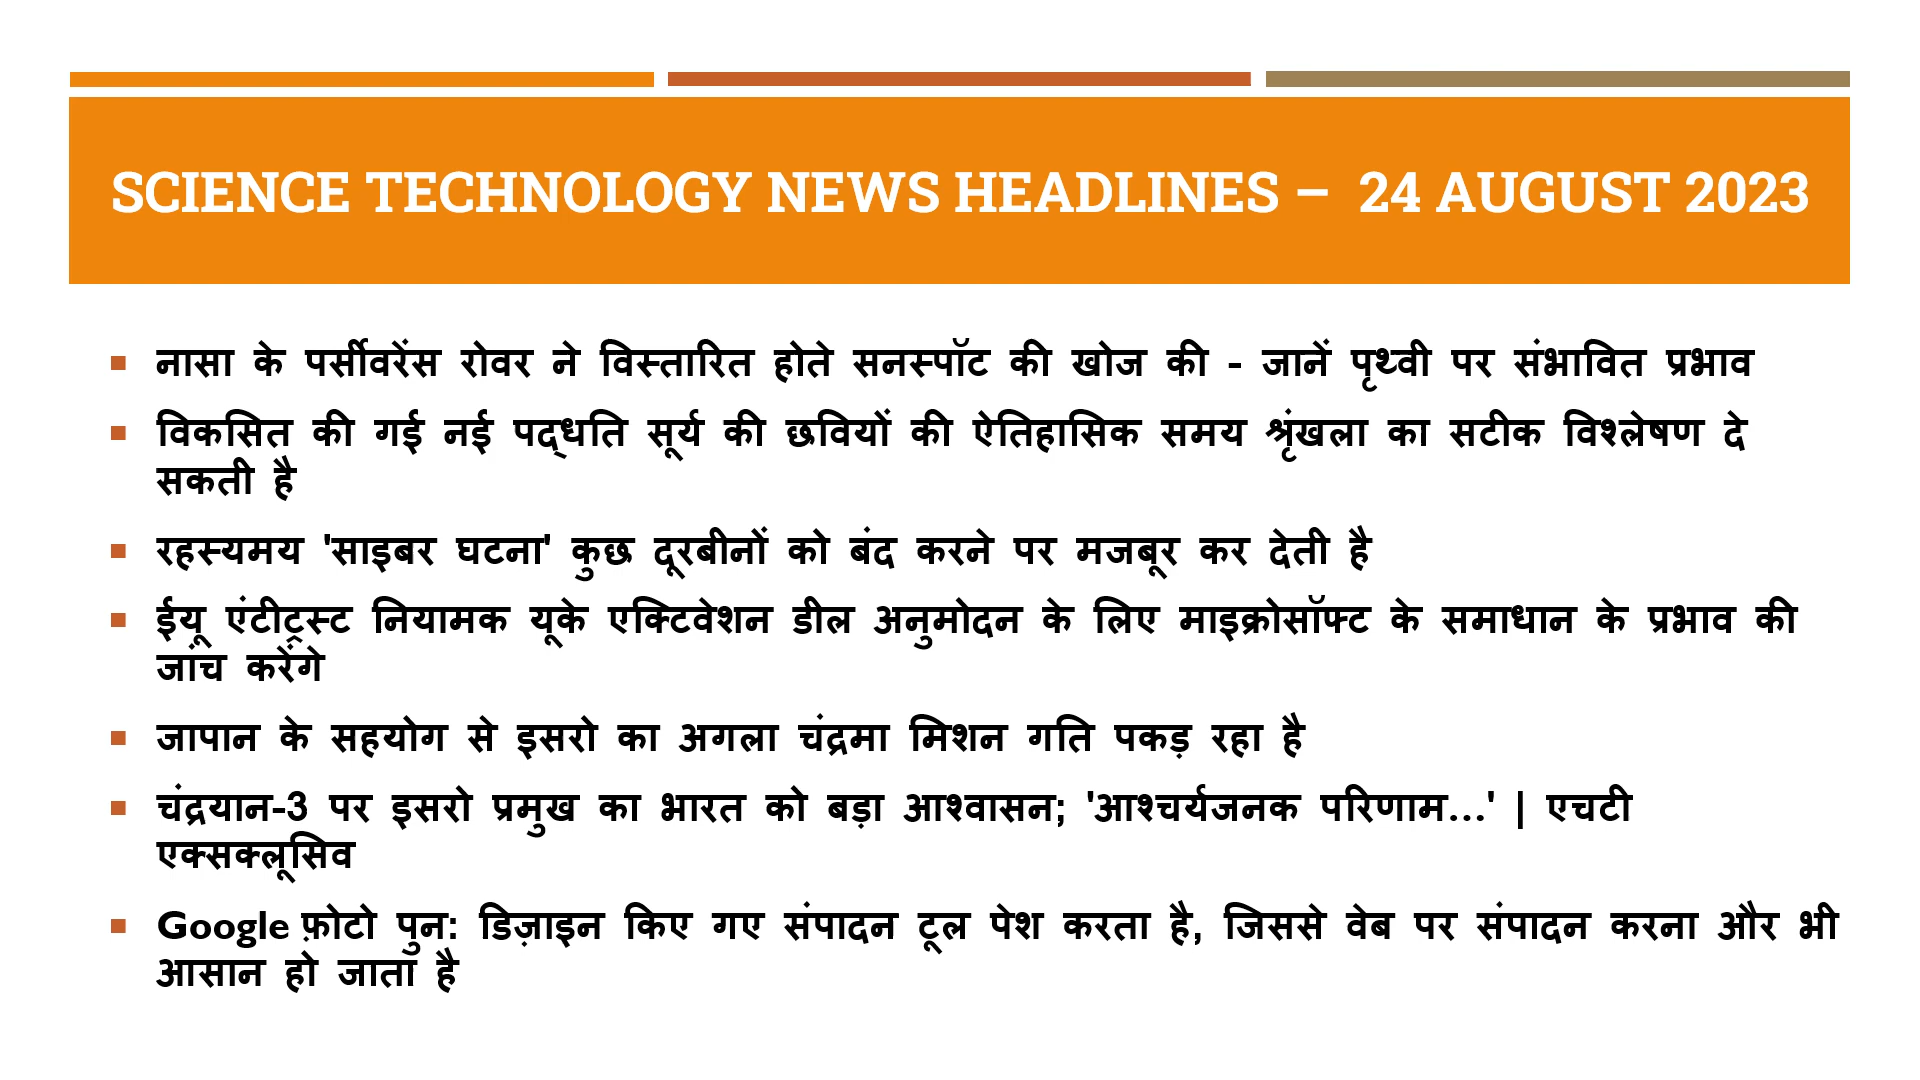 SCIENCE TECHNOLOGY NEWS HEADLINES – 24 AUGUST 2023
नासा के पर्सीवरेंस रोवर ने विस्तारित होते सनस्पॉट की खोज की - जानें पृथ्वी पर संभावित प्रभाव
विकसित की गई नई पद्धति सूर्य की छवियों की ऐतिहासिक समय श्रृंखला का सटीक विश्लेषण दे
सकती है
रहस्यमय 'साइबर घटना' कुछ दूरबीनों को बंद करने पर मजबूर कर देती है
ईयू एंटीट्रस्ट नियामक यूके एक्टिवेशन डील अनुमोदन के लिए माइक्रोसॉफ्ट के समाधान के प्रभाव की
जांच करेंगे
जापान के सहयोग से इसरो का अगला चंद्रमा मिशन गति पकड़ रहा है
चंद्रयान-3 पर इसरो प्रमुख का भारत को बड़ा आश्वासन; 'आश्चर्यजनक परिणाम...' | एचटी
एक्सक्लूसिव
Google फ़ोटो पुन: डिज़ाइन किए गए संपादन टूल पेश करता है, जिससे वेब पर संपादन करना और भी
आसान हो जाता है